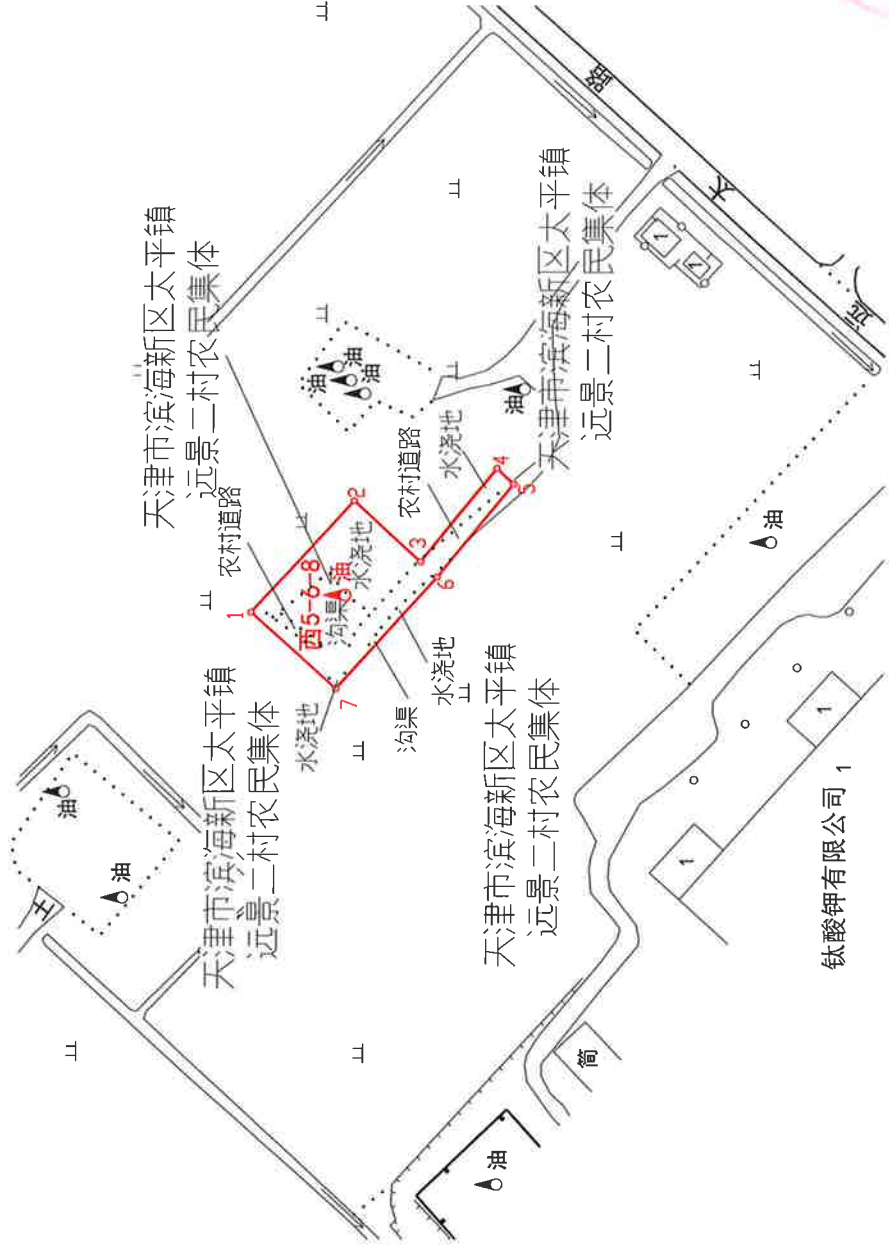 天津市滨海新区太平镇
远景二村农民集体
农村道路
1
2
3
4
5
6
7
西5-6-8
油
沟渠
水浇地
农村道路
水浇地
天津市滨海新区太平镇
远景二村农民集体
天津市滨海新区太平镇
远景二村农民集体
水浇地
沟渠
水浇地
天津市滨海新区太平镇
远景二村农民集体
油
油
油
油
油
油
油
油
土
简
1
1
1
1
钛酸钾有限公司 1
路
太
远